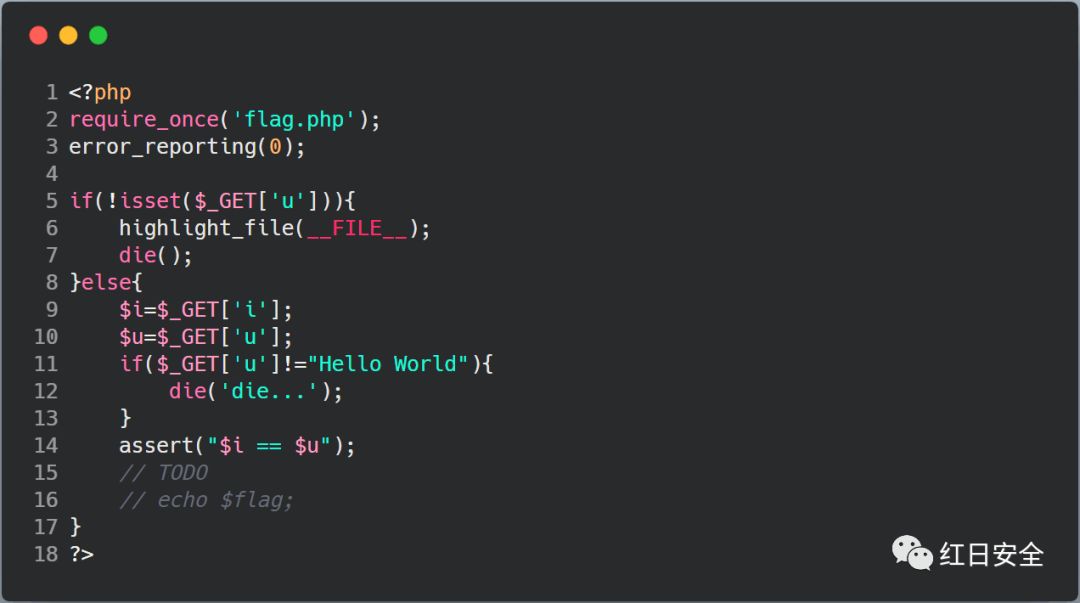 1 <?php
2 require_once('flag.php');
3 error_reporting(0);
4
5 if(!isset($_GET['u'])){
6     highlight_file(__FILE__);
7     die();
8 }else{
9     $i=$_GET['i'];
10     $u=$_GET['u'];
11     if($_GET['u']!="Hello World"){
12         die('die...');
13     }
14     assert("$i == $u");
15     // TODO
16     // echo $flag;
17 }
18 ?>
红日安全